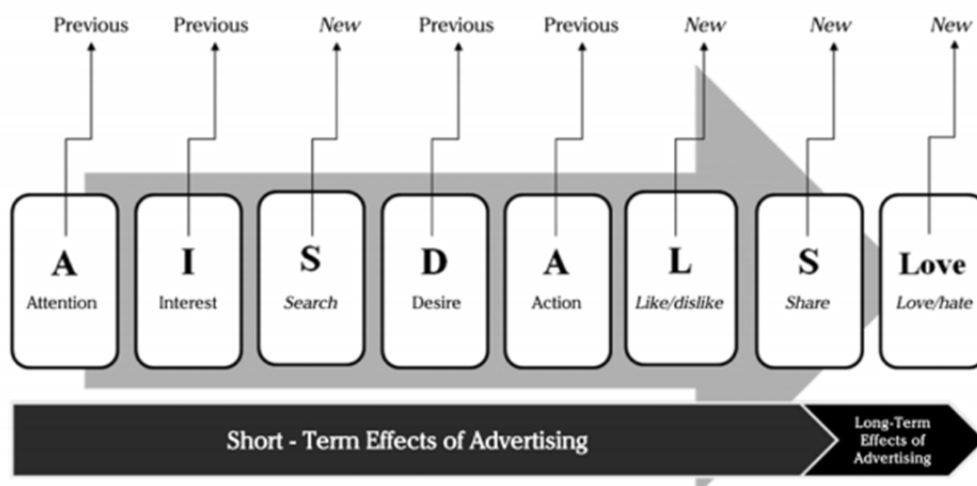 Previous Previous New Previous Previous New New New
A I S D A L S Love
Attention Interest Search Desire Action Like/dislike Share Love/hate
Short - Term Effects of Advertising
Long-Term
Effects of
Advertising